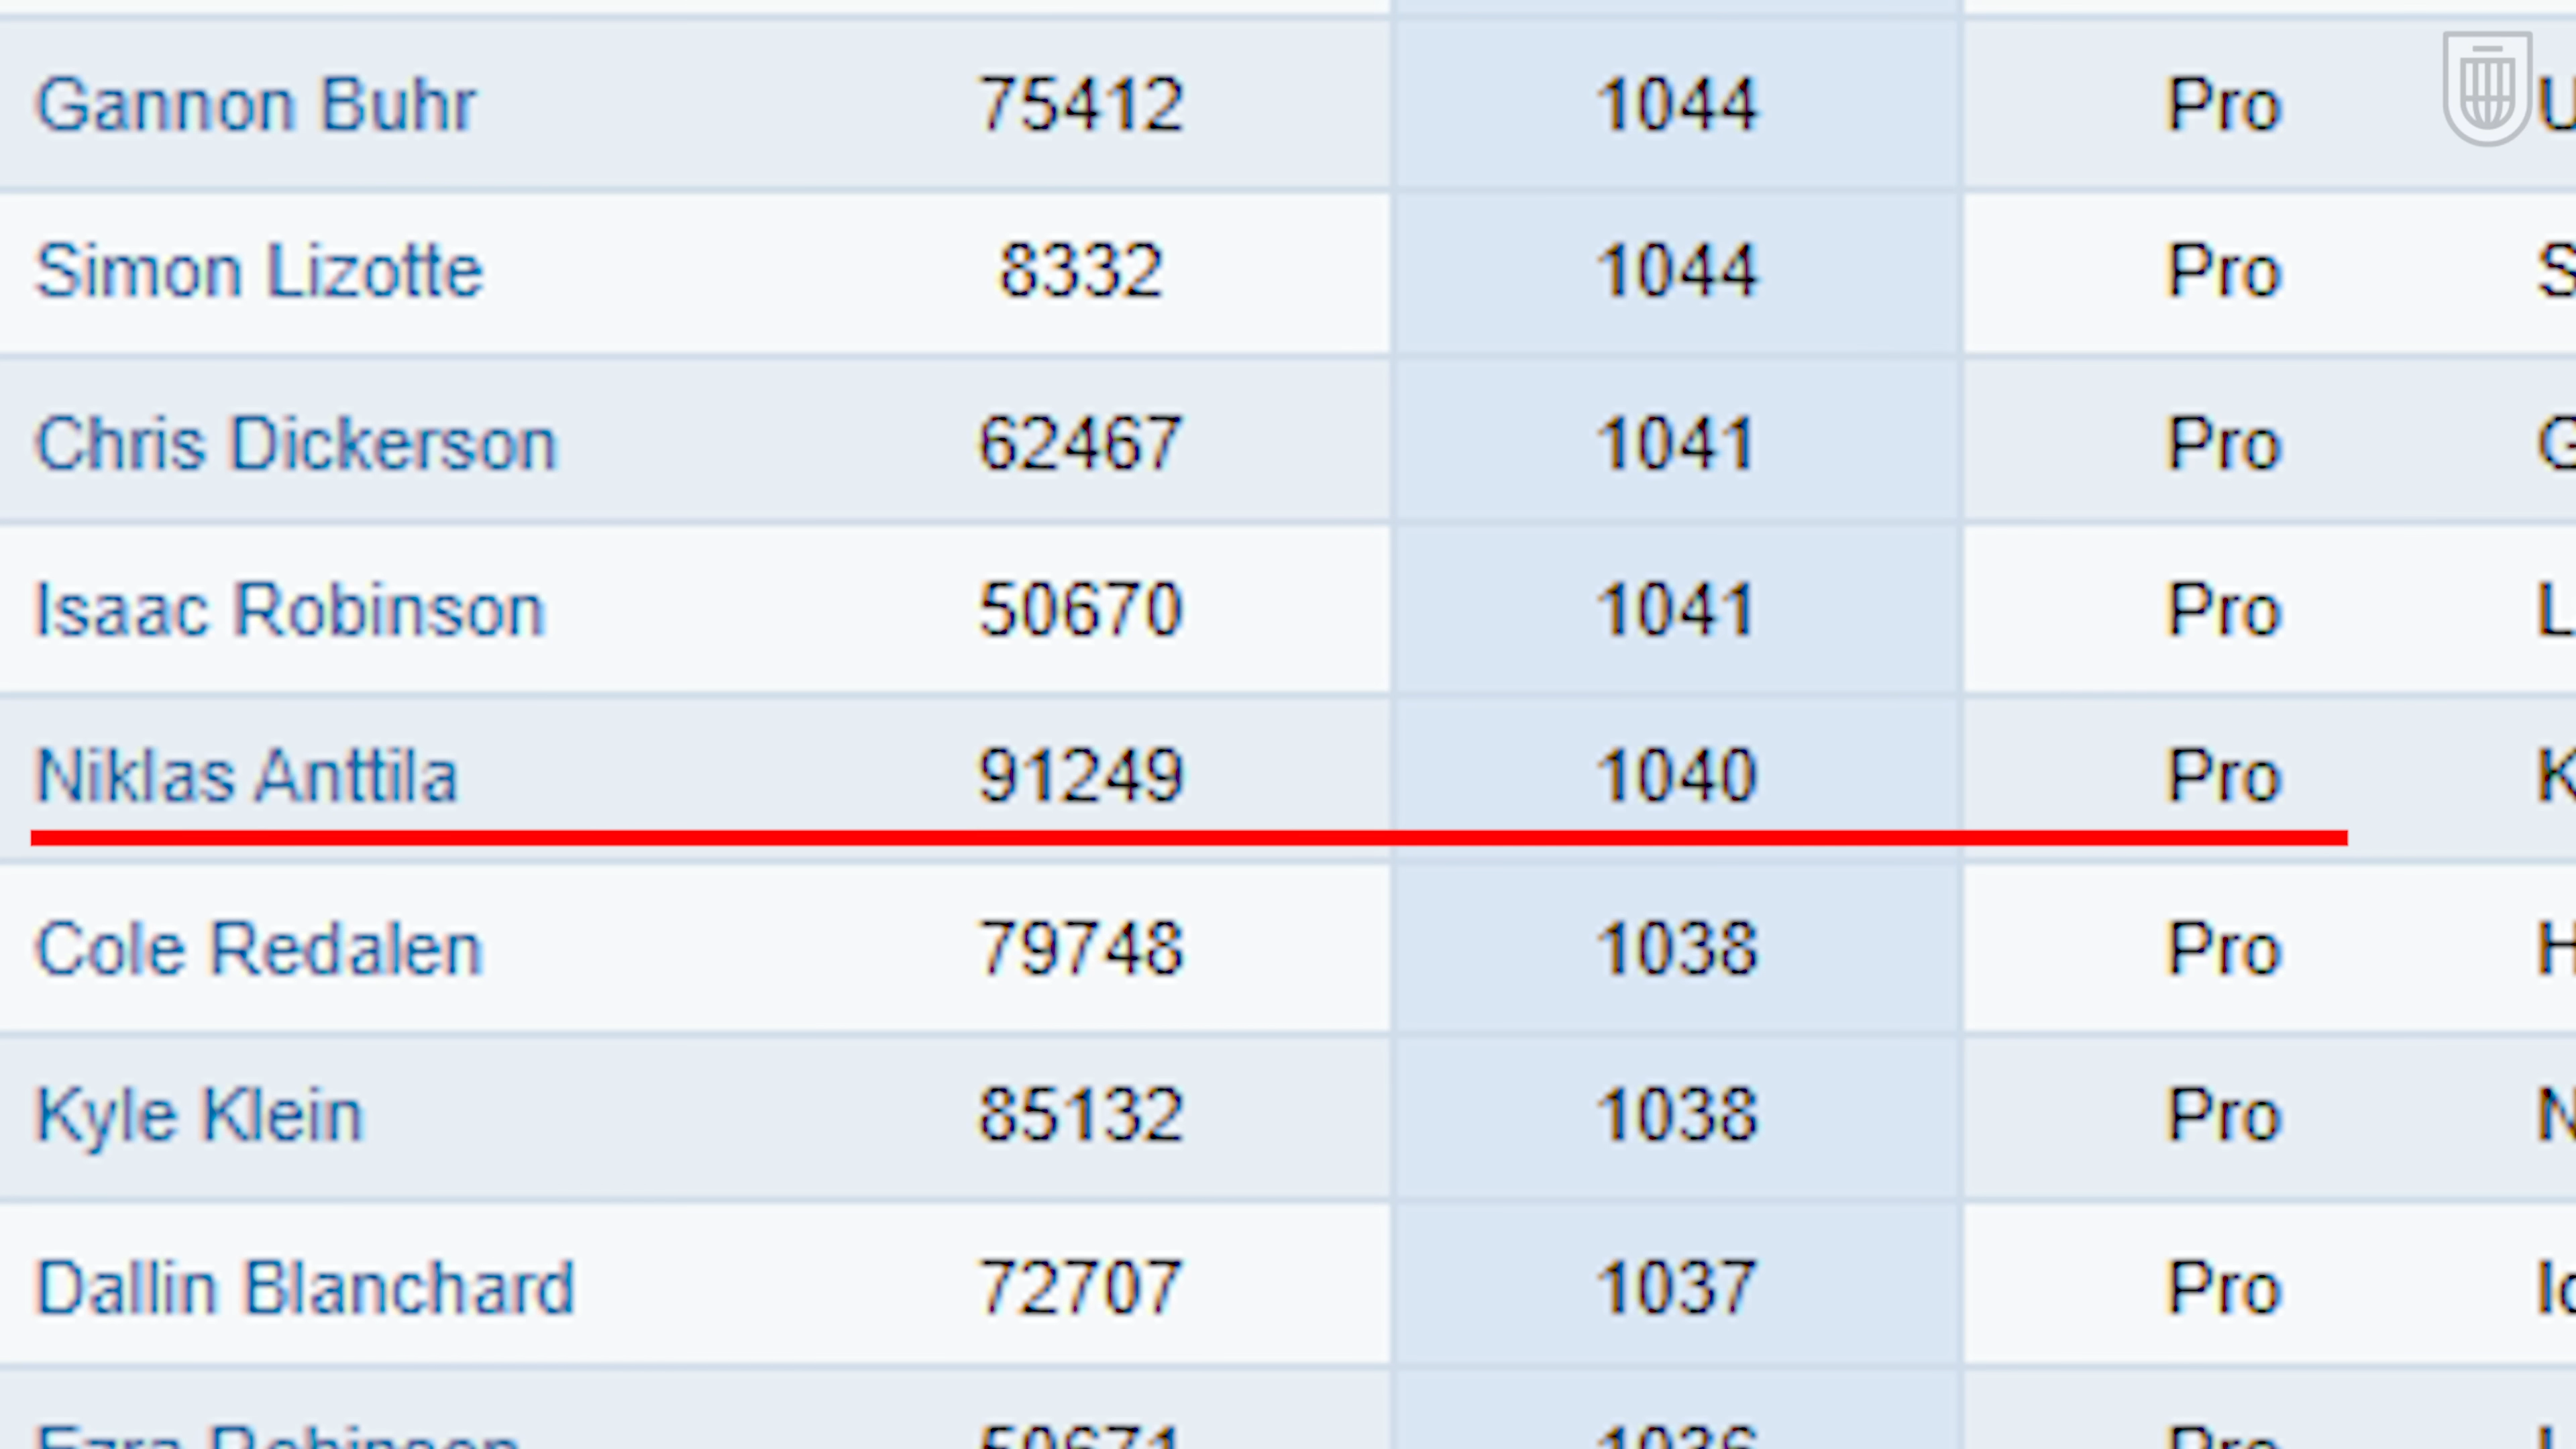 Gannon Buhr 75412 1044 Pro
Simon Lizotte 8332 1044 Pro
Chris Dickerson 62467 1041 Pro
Isaac Robinson 50670 1041 Pro
Niklas Anttila 91249 1040 Pro
Cole Redalen 79748 1038 Pro
Kyle Klein 85132 1038 Pro
Dallin Blanchard 72707 1037 Pro
Ezra Robinson 50671 1036 Pro